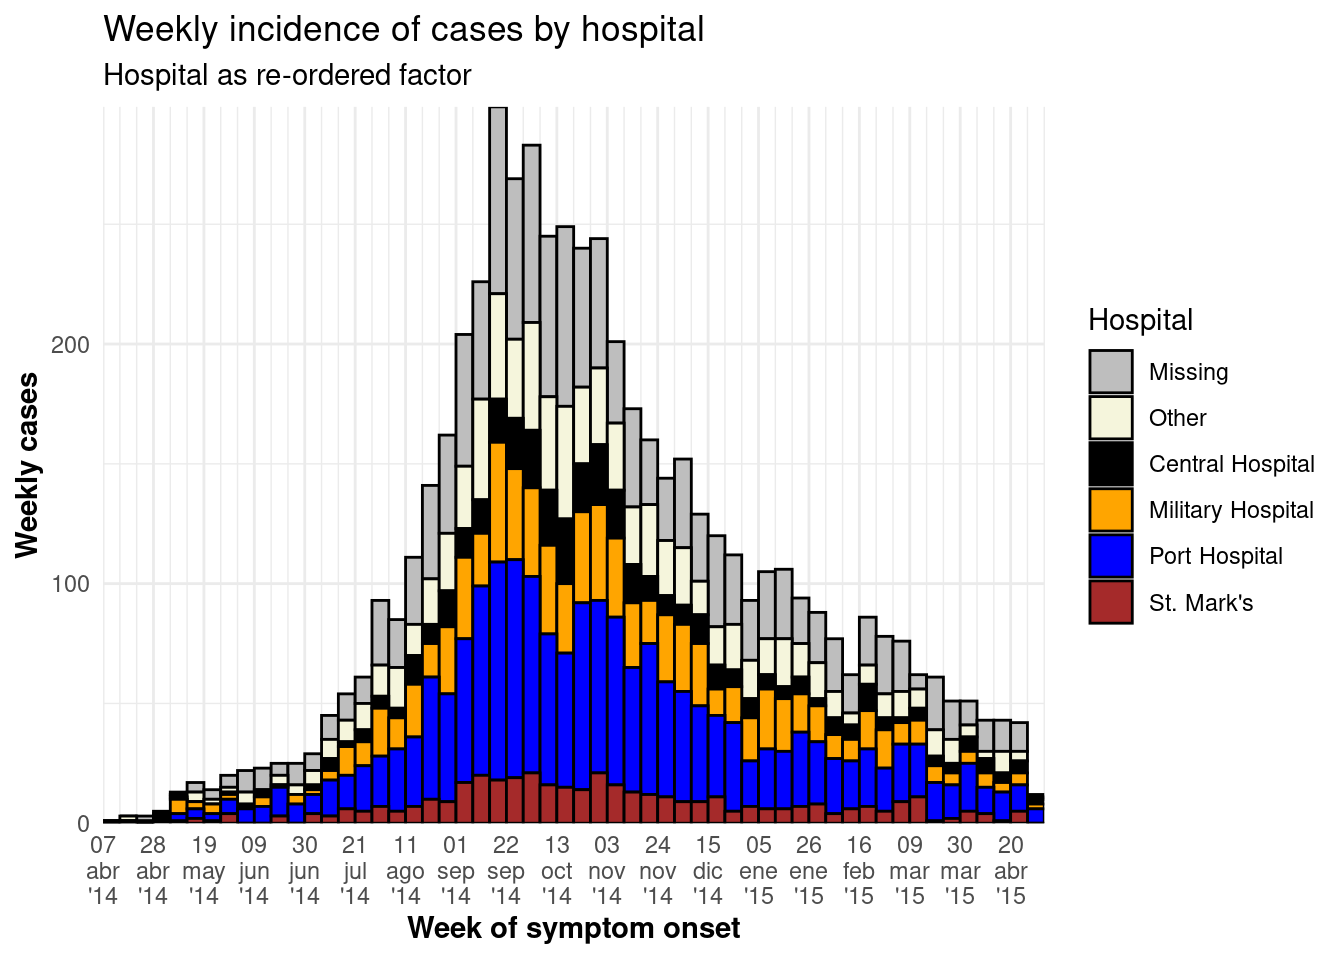 Weekly incidence of cases by hospital
Hospital as re-ordered factor
Weekly cases
200
100
0
07 28 19 09 30 21 11 01 22 13 03 24 15 05 26 16 09 30 20
abr abr may jun jun jul ago sep sep oct nov nov dic ene ene feb mar mar abr
'14 '14 '14 '14 '14 '14 '14 '14 '14 '14 '14 '14 '14 '15 '15 '15 '15 '15 '15
Week of symptom onset
Hospital
Missing
Other
Central Hospital
Military Hospital
Port Hospital
St. Mark's